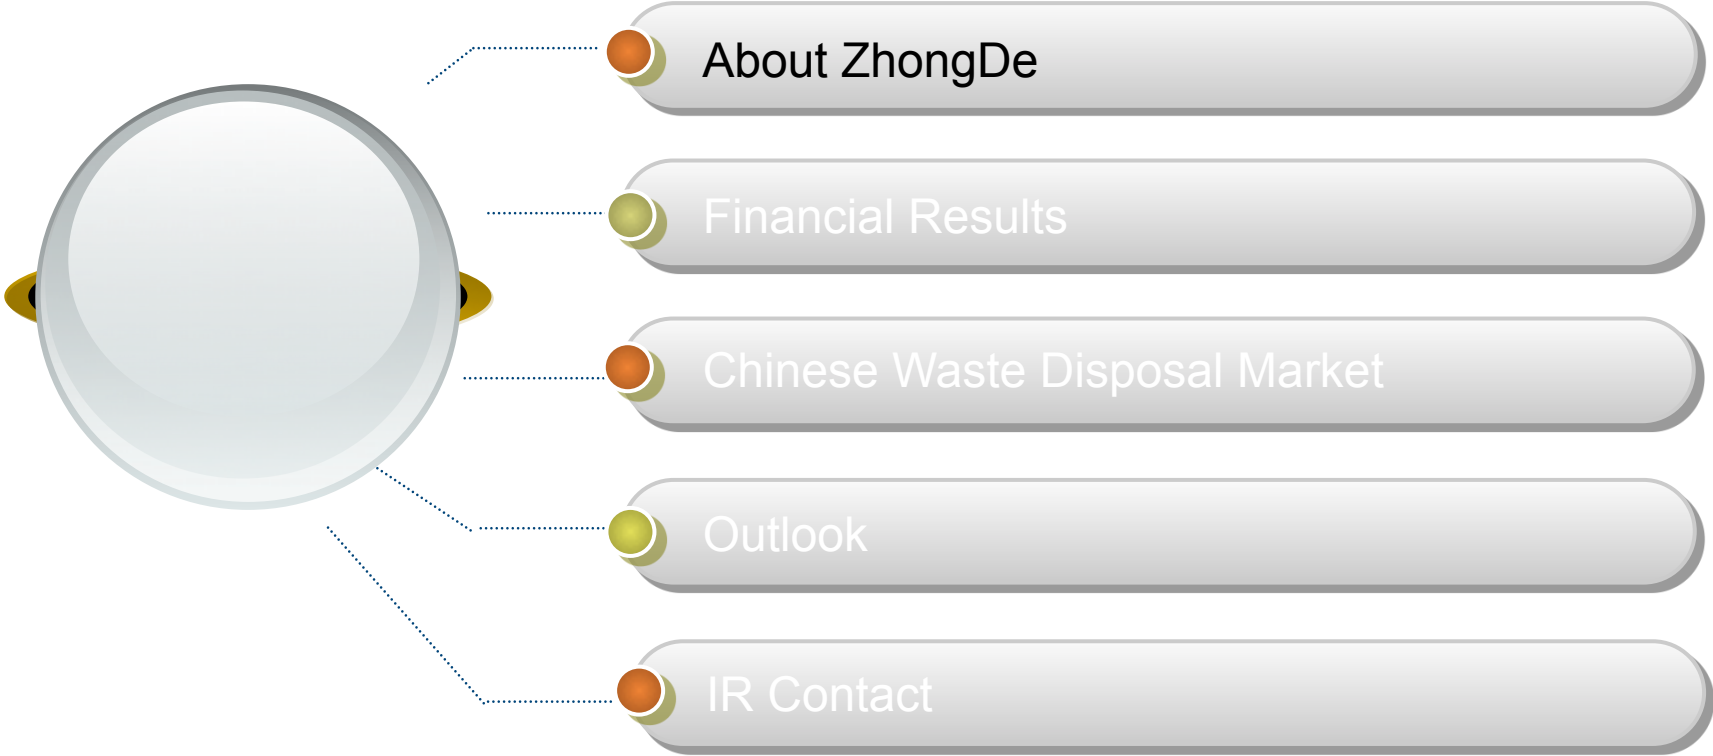 About ZhongDe
Financial Results
Chinese Waste Disposal Market
Outlook
IR Contact